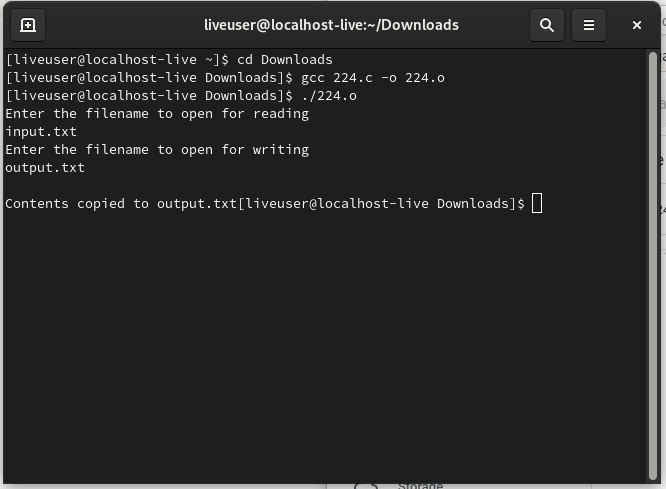 liveuser@localhost-live:~/Downloads
[liveuser@localhost-live ~]$ cd Downloads
[liveuser@localhost-live Downloads]$ gcc 224.c -o 224.o
[liveuser@localhost-live Downloads]$ ./224.o
Enter the filename to open for reading
input.txt
Enter the filename to open for writing
output.txt
Contents copied to output.txt[liveuser@localhost-live Downloads]$
Storage